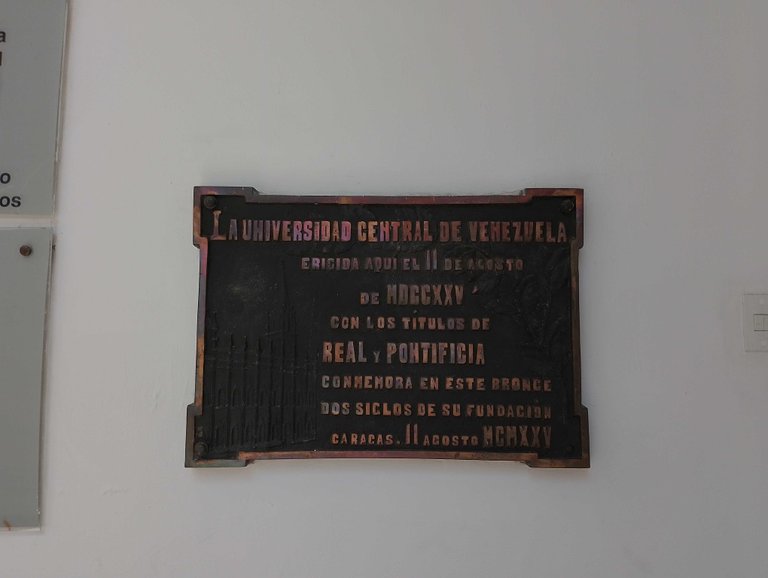 a
l
o
os
LA UNIVERSIDAD CENTRAL DE VENEZUELA
ERIGIDA AQUI EL 11 DE AGOSTO
DE MDCCXXV
CON LOS TITULOS DE
REAL Y PONTIFICIA
CONMEMORA EN ESTE BRONCE
DOS SIGLOS DE SU FUNDACION
CARACAS. 11 AGOSTO MCMXXV